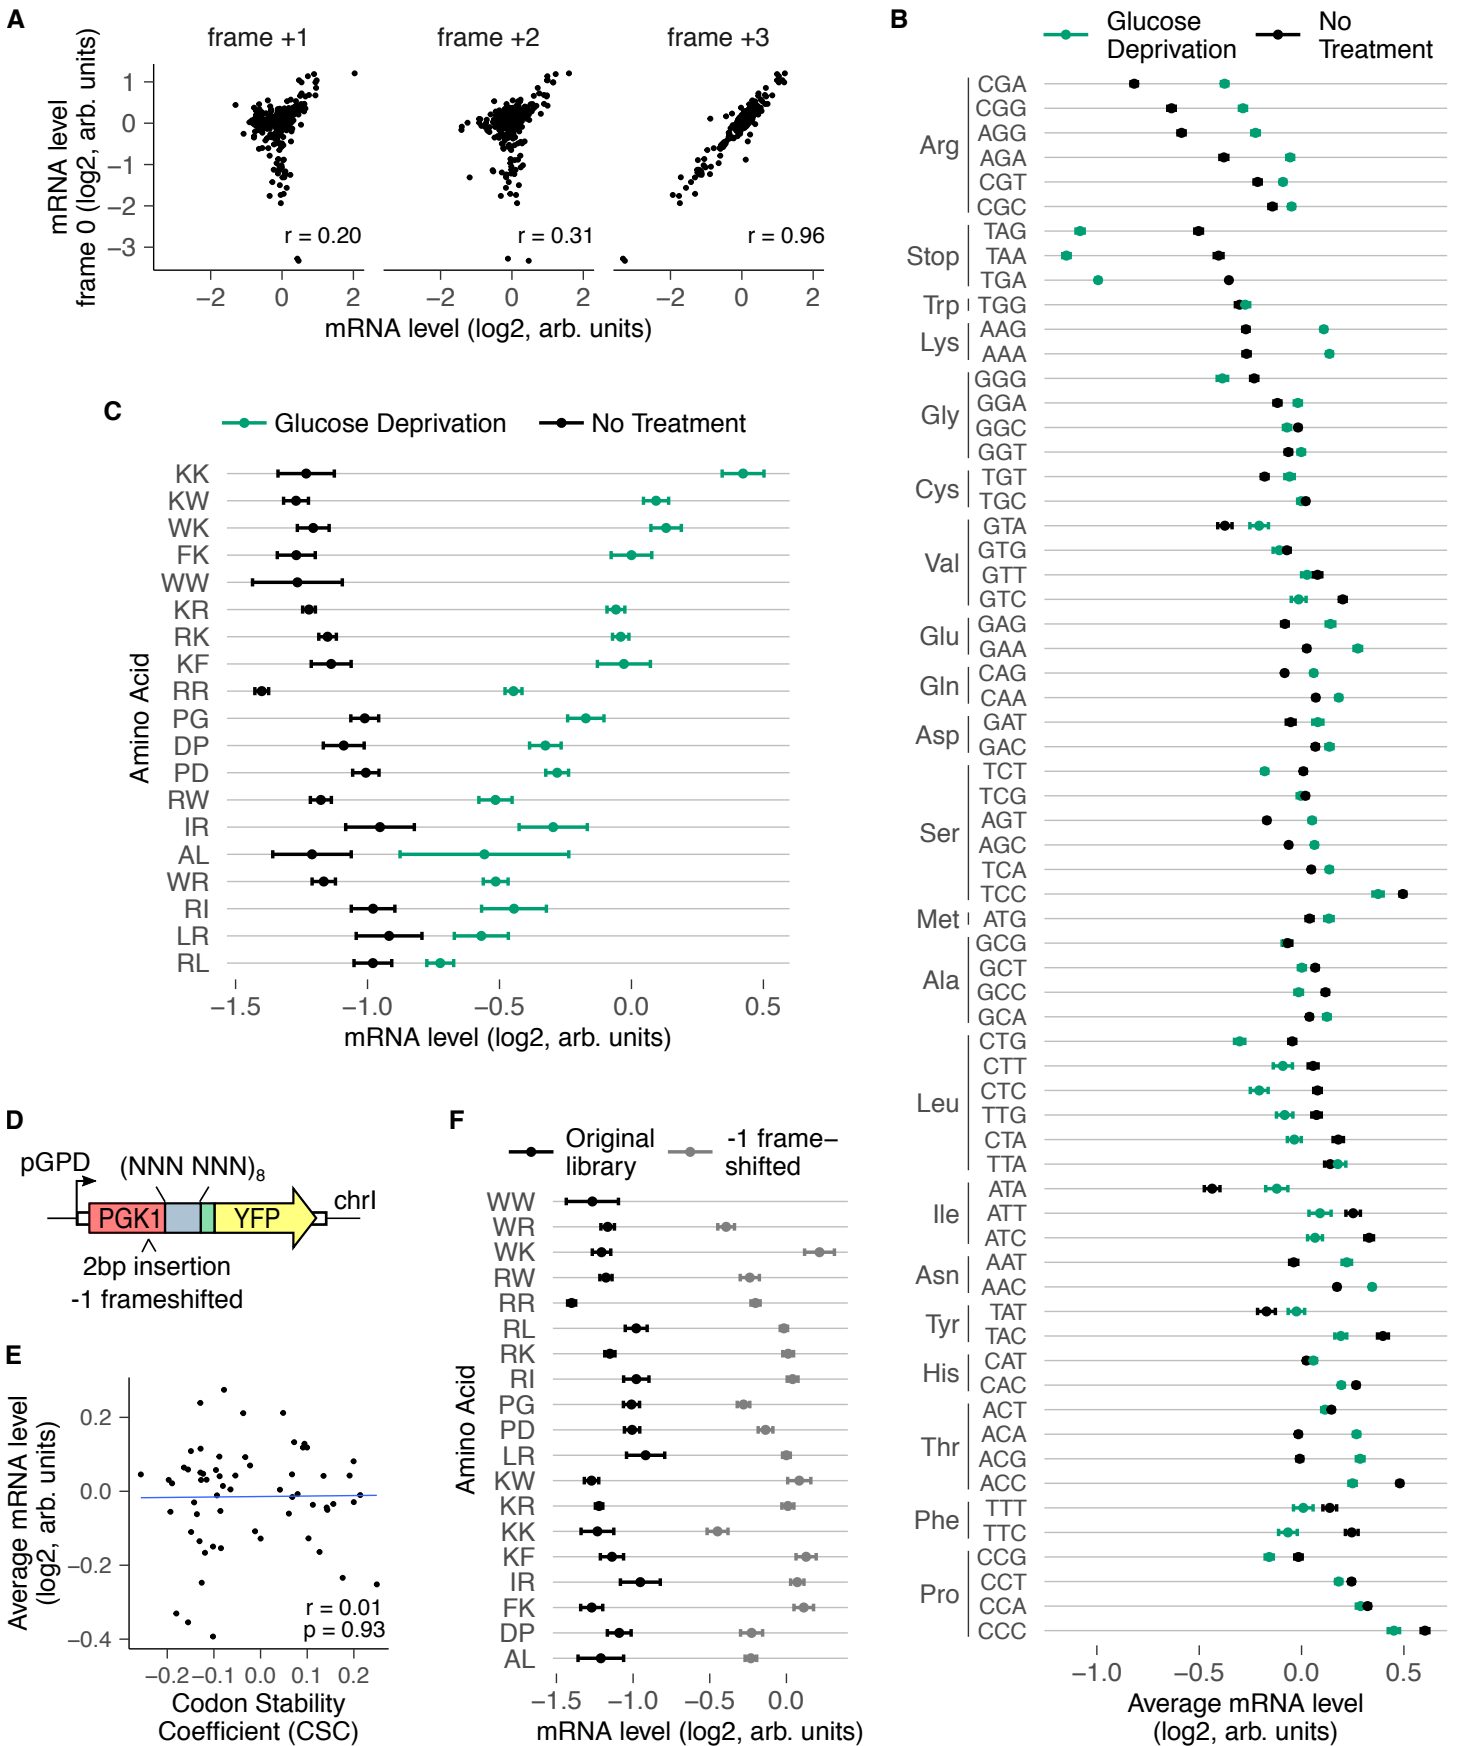 A
frame +1
frame +2
frame +3
mRNA level
frame 0 (log2, arb. units)
1
0
−1
−2
−3
r = 0.20
r = 0.31
r = 0.96
−2
0
2
−2
0
2
−2
0
2
mRNA level (log2, arb. units)
B
Glucose
Deprivation
No
Treatment
Arg
CGA
CGG
AGG
AGA
CGT
CGC
Stop
TAG
TAA
TGA
Trp
TGG
Lys
AAG
AAA
Gly
GGG
GGA
GGC
GGT
Cys
TGT
TGC
Val
GTA
GTG
GTT
GTC
Glu
GAG
GAA
Gln
CAG
CAA
Asp
GAT
GAC
Ser
TCT
TCG
AGT
AGC
TCA
TCC
Met
ATG
Ala
GCG
GCT
GCC
GCA
Leu
CTG
CTT
CTC
TTG
CTA
TTA
Ile
ATA
ATT
ATC
Asn
AAT
AAC
Tyr
TAT
TAC
His
CAT
CAC
Thr
ACT
ACA
ACG
ACC
Phe
TTT
TTC
Pro
CCG
CCT
CCA
CCC
−1.0
−0.5
0.0
0.5
Average mRNA level
(log2, arb. units)
C
Glucose Deprivation
No Treatment
Amino Acid
KK
KW
WK
FK
WW
KR
RK
KF
RR
PG
DP
PD
RW
IR
AL
WR
RI
LR
RL
−1.5
−1.0
−0.5
0.0
0.5
mRNA level (log2, arb. units)
D
pGPD
(NNN NNN)8
PGK1
YFP
chrI
2bp insertion
-1 frameshifted
E
Average mRNA level
(log2, arb. units)
0.2
0.0
−0.2
−0.4
r = 0.01
p = 0.93
−0.2
−0.1
0.0
0.1
0.2
Codon Stability
Coefficient (CSC)
F
Original
library
-1 frame−
shifted
Amino Acid
WW
WR
WK
RW
RR
RL
RK
RI
PG
PD
LR
KW
KR
KK
KF
IR
FK
DP
AL
−1.5
−1.0
−0.5
0.0
mRNA level (log2, arb. units)